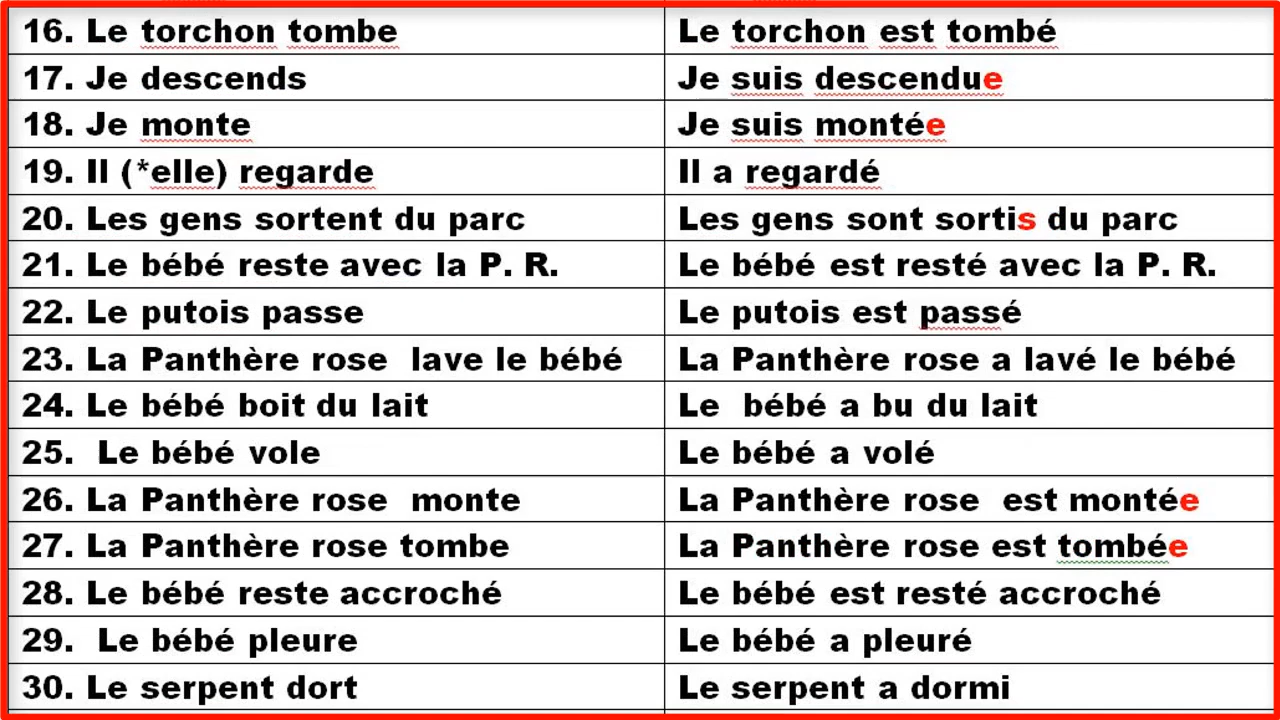 16. Le torchon tombe
Le torchon est tombé
17. Je descends
Je suis descendue
18. Je monte
Je suis montée
19. Il (*elle) regarde
Il a regardé
20. Les gens sortent du parc
Les gens sont sortis du parc
21. Le bébé reste avec la P. R.
Le bébé est resté avec la P. R.
22. Le putois passe
Le putois est passé
23. La Panthère rose lave le bébé
La Panthère rose a lavé le bébé
24. Le bébé boit du lait
Le bébé a bu du lait
25. Le bébé vole
Le bébé a volé
26. La Panthère rose monte
La Panthère rose est montée
27. La Panthère rose tombe
La Panthère rose est tombée
28. Le bébé reste accroché
Le bébé est resté accroché
29. Le bébé pleure
Le bébé a pleuré
30. Le serpent dort
Le serpent a dormi